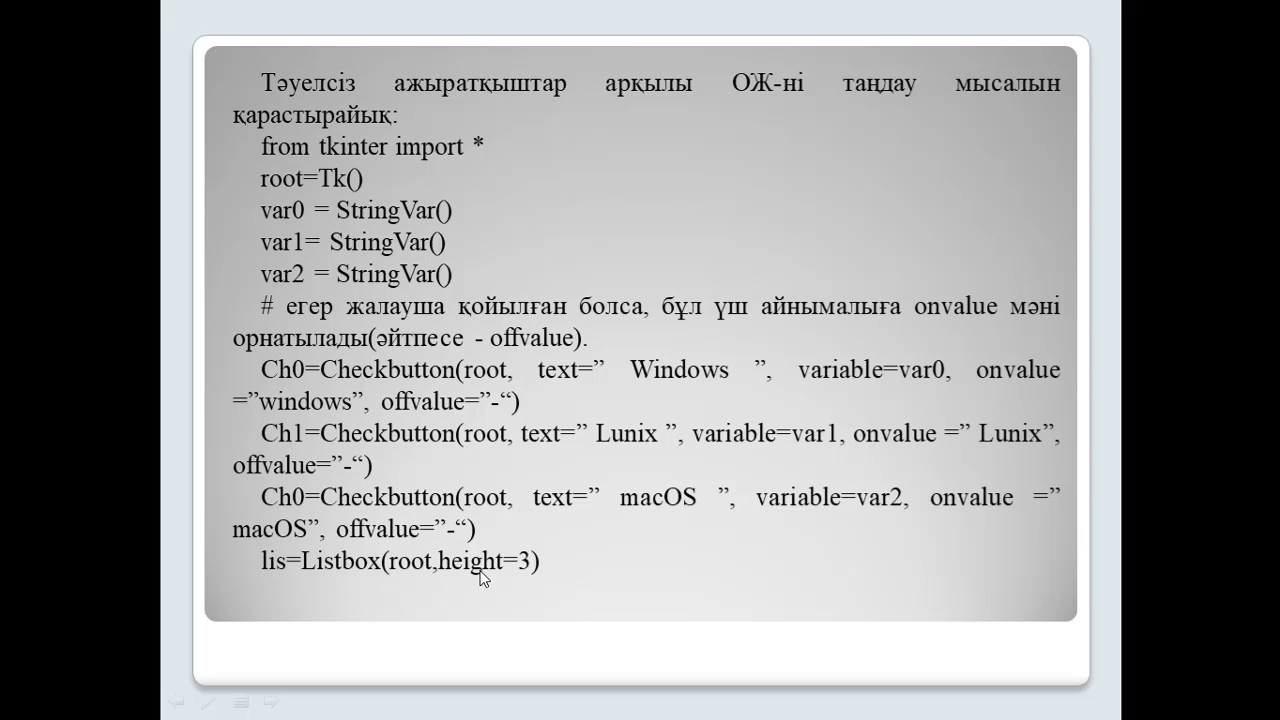 Тәуелсіз ажыратқыштар арқылы ОЖ-ні таңдау мысалын
қарастырайық:
from tkinter import *
root=Tk()
var0 = StringVar()
var1= StringVar()
var2 = StringVar()
# егер жалауша қойылған болса, бұл үш айнымалыға onvalue мәні
орнатылады(әйтпесе - offvalue).
Ch0=Checkbutton(root, text=” Windows ”, variable=var0, onvalue
=”windows”, offvalue=”-“)
Ch1=Checkbutton(root, text=” Lunix ”, variable=var1, onvalue =” Lunix”,
offvalue=”-“)
Ch0=Checkbutton(root, text=” macOS ”, variable=var2, onvalue =”
macOS”, offvalue=”-“)
lis=Listbox(root,height=3)